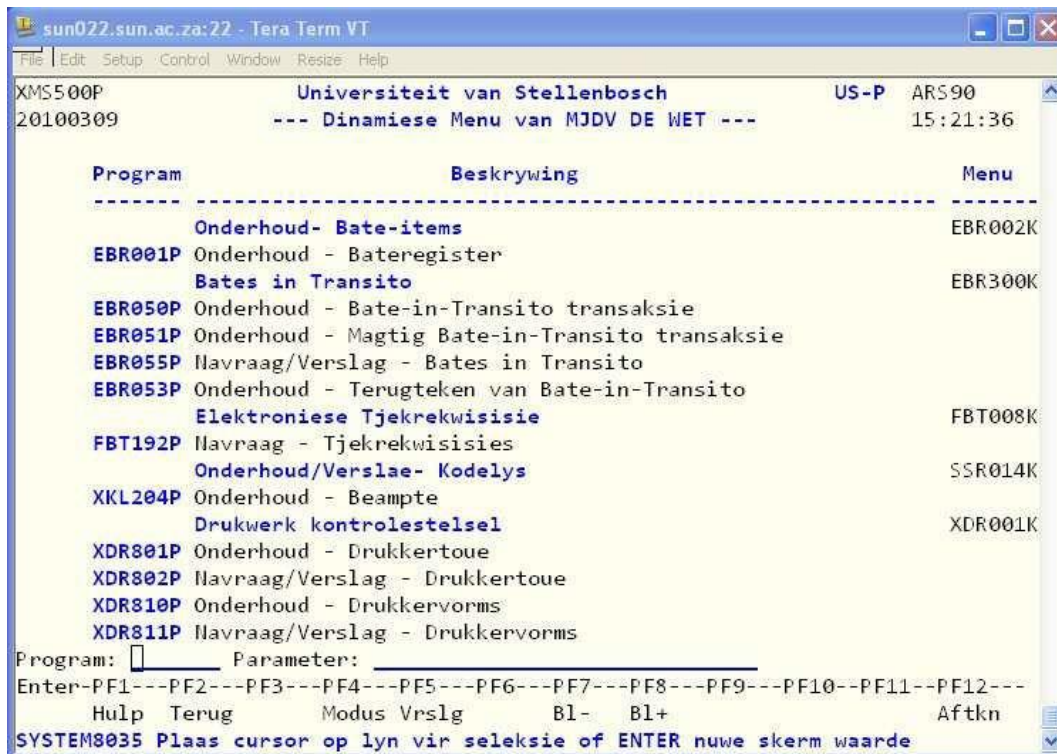 sun022.sun.ac.za:22 - Tera Term VT
File Edit Setup Control Window Resize Help
XMS500P Universiteit van Stellenbosch US-P ARS90
20100309 --- Dinamiese Menu van MJDV DE WET --- 15:21:36
Program Beskrywing Menu
------- ---------------------------------------------------------- -------
Onderhoud- Bate-items EBR002K
EBR001P Onderhoud - Bateregister
Bates in Transito EBR300K
EBR050P Onderhoud - Bate-in-Transito transaksie
EBR051P Onderhoud - Magtig Bate-in-Transito transaksie
EBR055P Navraag/Verslag - Bates in Transito
EBR053P Onderhoud - Terugteken van Bate-in-Transito
Elektroniese Tjekrekwisisie FBT008K
FBT192P Navraag - Tjekrekwisisies
Onderhoud/Verslae- Kodelys SSR014K
XKL204P Onderhoud - Beampte
Drukwerk kontrolestelsel XDR001K
XDR801P Onderhoud - Drukkertoue
XDR802P Navraag/Verslag - Drukkertoue
XDR810P Onderhoud - Drukkervorms
XDR811P Navraag/Verslag - Drukkervorms
Program: Parameter:
Enter-PF1---PF2---PF3---PF4---PF5---PF6---PF7---PF8---PF9---PF10--PF11--PF12---
Hulp Terug Modus Vrslg Bl- Bl+ Aftkn
SYSTEM8035 Plaas cursor op lyn vir seleksie of ENTER nuwe skerm waarde